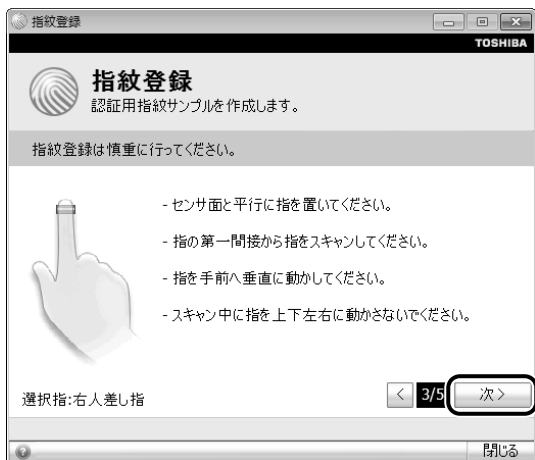 指紋登録
TOSHIBA
指紋登録
認証用指紋サンプルを作成します。
指紋登録は慎重に行ってください。
- センサ面と平行に指を置いてください。
- 指の第一間接から指をスキャンしてください。
- 指を手前へ垂直に動かしてください。
- スキャン中に指を上下左右に動かさないでください。
選択指:右人差し指
< 3/5 次 >
? 閉じる